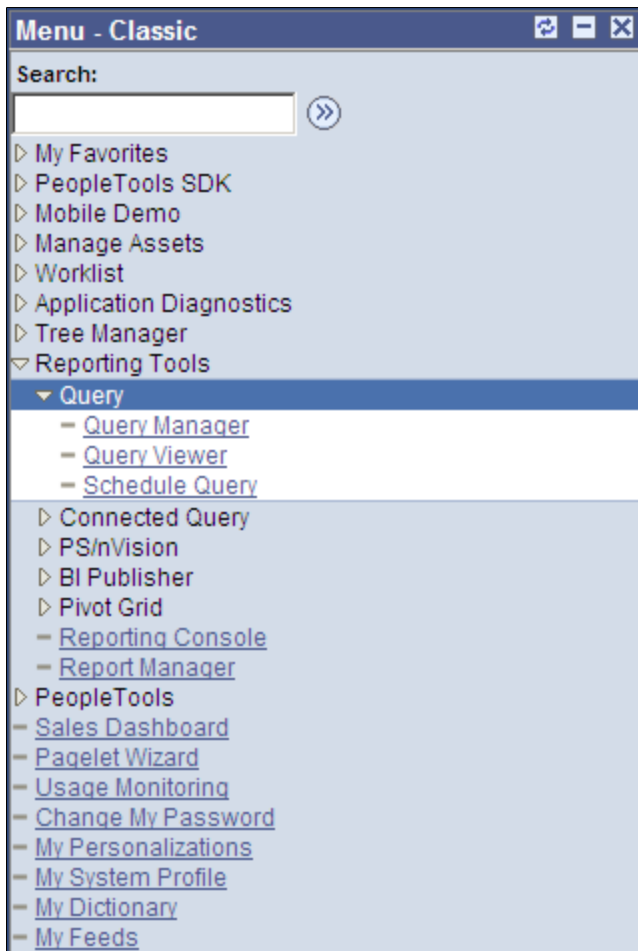 Menu - Classic
Search:
My Favorites
PeopleTools SDK
Mobile Demo
Manage Assets
Worklist
Application Diagnostics
Tree Manager
Reporting Tools
Query
Query Manager
Query Viewer
Schedule Query
Connected Query
PS/nVision
BI Publisher
Pivot Grid
Reporting Console
Report Manager
PeopleTools
Sales Dashboard
Pagelet Wizard
Usage Monitoring
Change My Password
My Personalizations
My System Profile
My Dictionary
My Feeds